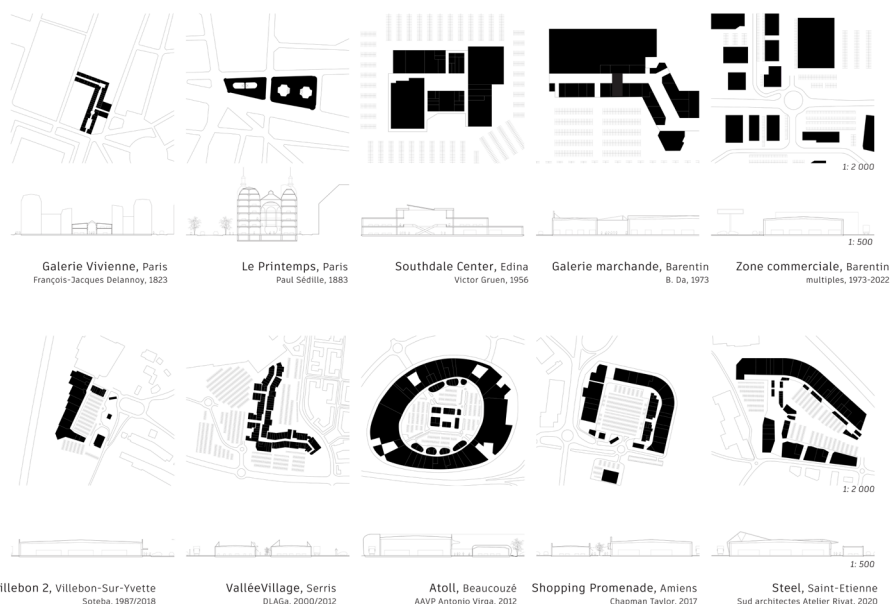 1: 2 000
1: 500
Galerie Vivienne, Paris
François-Jacques Delannoy, 1823
Le Printemps, Paris
Paul Sédille, 1883
Southdale Center, Edina
Victor Gruen, 1956
Galerie marchande, Barentin
B. Da, 1973
Zone commerciale, Barentin
multiples, 1973-2022
1: 2 000
1: 500
illebon 2, Villebon-Sur-Yvette
Soteba, 1987/2018
ValléeVillage, Serris
DLAGa, 2000/2012
Atoll, Beaucouzé
AAVP Antonio Virga, 2012
Shopping Promenade, Amiens
Chapman Taylor, 2017
Steel, Saint-Etienne
Sud architectes Atelier Rivat, 2020